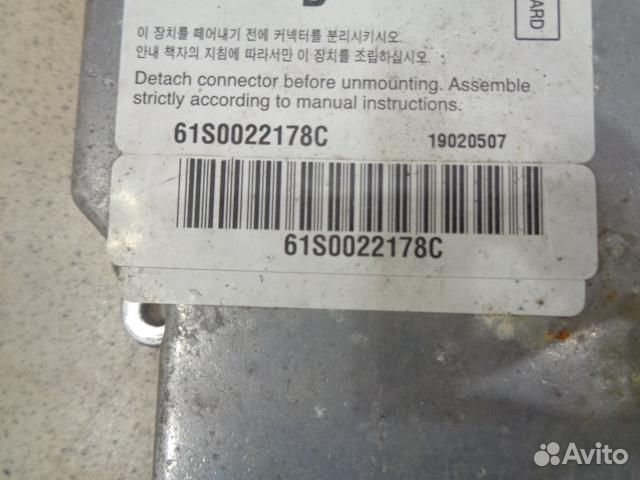 ARD
이 장치를 떼어내기 전에 커넥터를 분리시키시오.
안내 책자의 지침에 따라서만 이 장치를 조립하십시오.
Detach connector before unmounting. Assemble
strictly according to manual instructions.
61S0022178C 19020507
61S0022178C
Avito